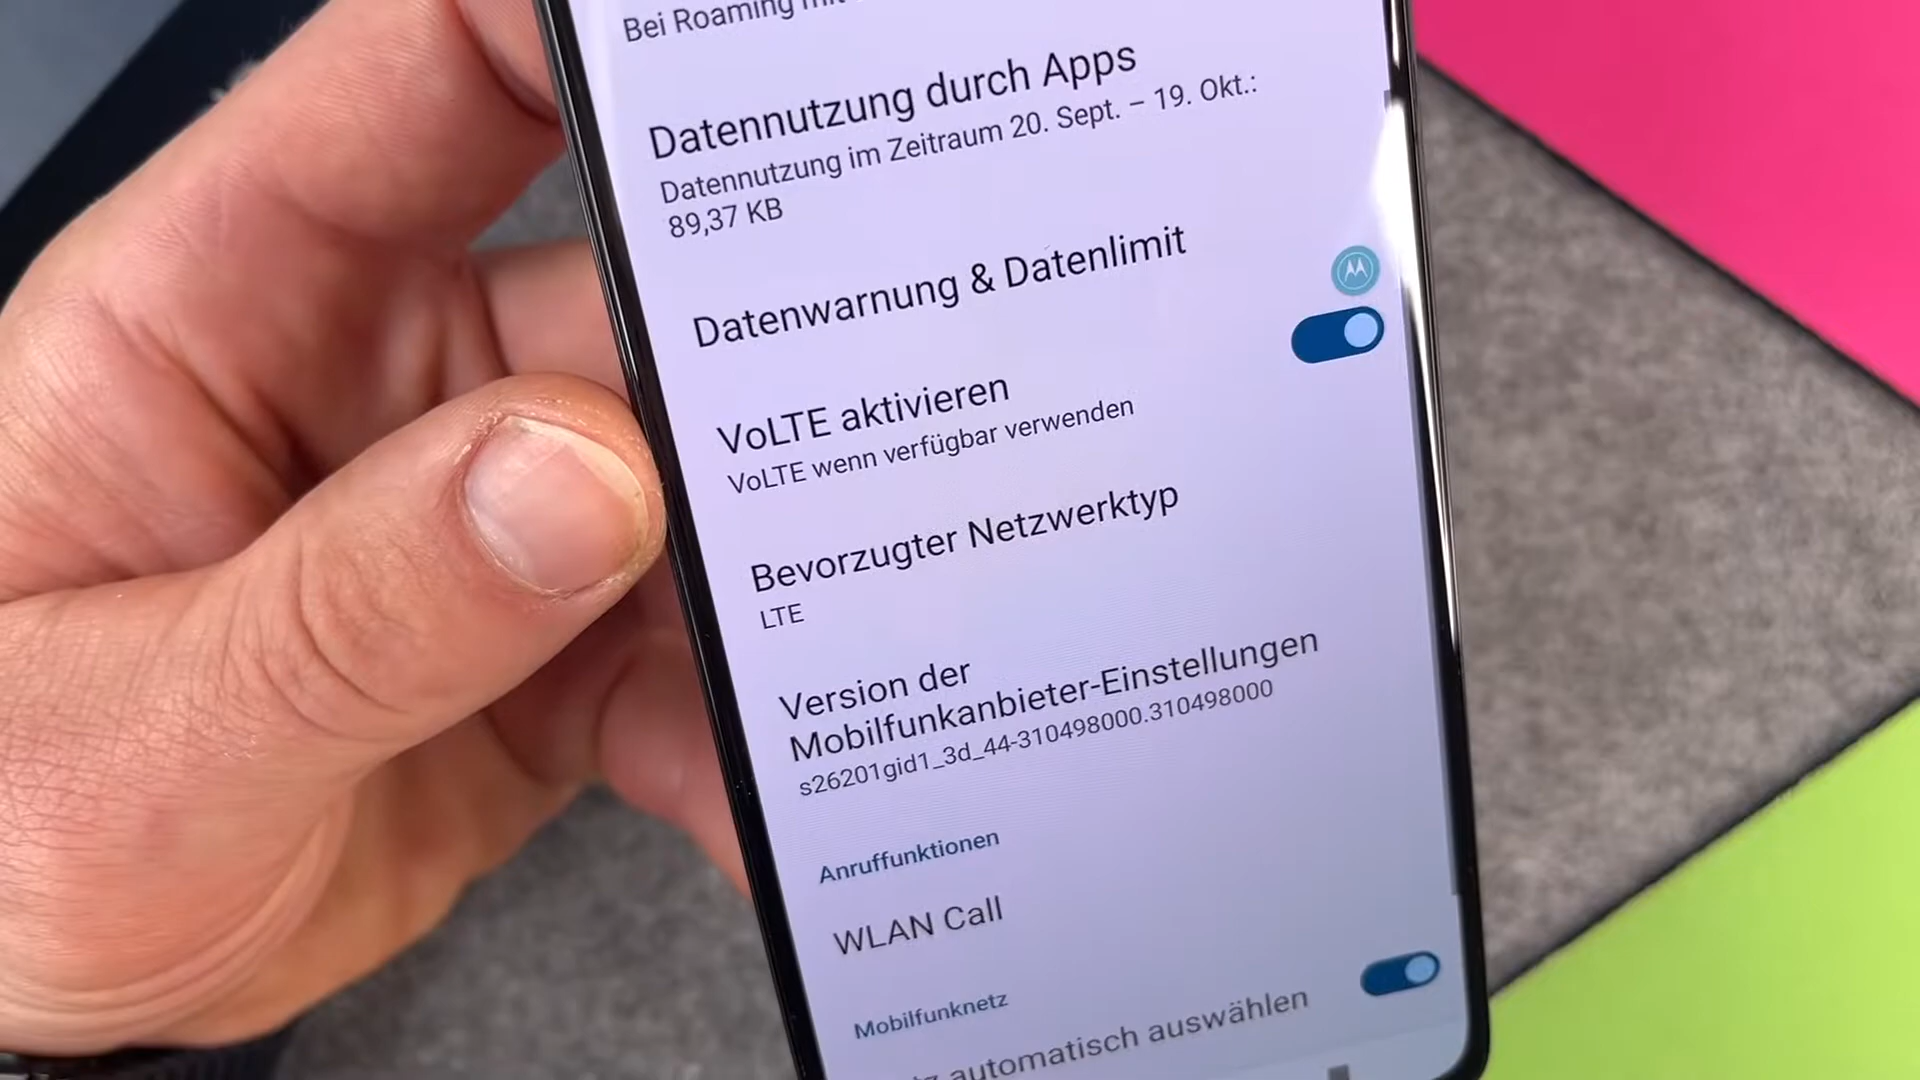 Bei Roaming
Datennutzung durch Apps
Datennutzung im Zeitraum 20. Sept. – 19. Okt.:
89,37 KB
Datenwarnung & Datenlimit
VoLTE aktivieren
VoLTE wenn verfügbar verwenden
Bevorzugter Netzwerktyp
LTE
Version der
Mobilfunkanbieter-Einstellungen
s26201gid1_3d_44-310498000.310498000
Anruffunktionen
WLAN Call
Mobilfunknetz
automatisch auswählen